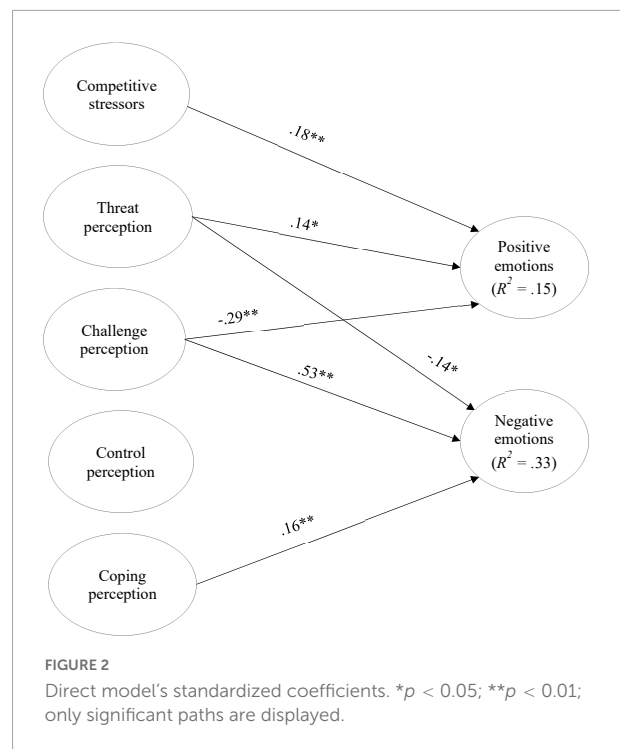 Competitive
stressors
.18**
Threat
perception
.14*
Positive
emotions
(R² = .15)
Challenge
perception
-.29**
-.14*
.53**
Negative
emotions
(R² = .33)
Control
perception
.16**
Coping
perception
FIGURE 2
Direct model’s standardized coefficients. *p < 0.05; **p < 0.01;
only significant paths are displayed.